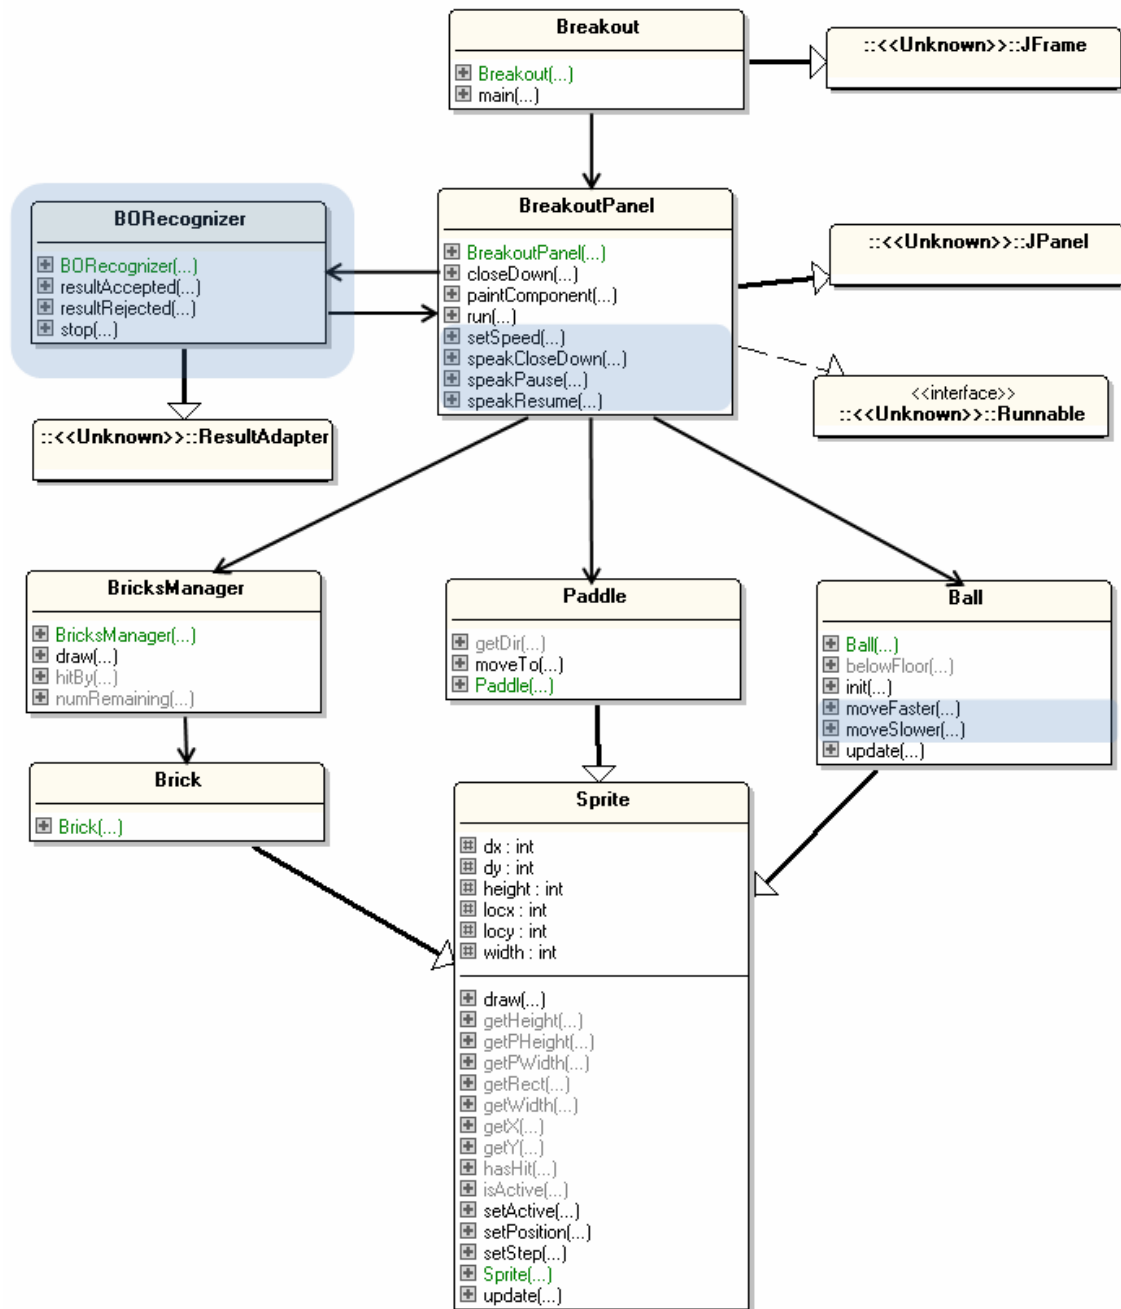 Breakout
Breakout(...)
main(...)
::<<Unknown>>::JFrame
BORecognizer
BORecognizer(...)
resultAccepted(...)
resultRejected(...)
stop(...)
BreakoutPanel
BreakoutPanel(...)
closeDown(...)
paintComponent(...)
run(...)
setSpeed(...)
speakCloseDown(...)
speakPause(...)
speakResume(...)
::<<Unknown>>::JPanel
<<interface>>
::<<Unknown>>::Runnable
::<<Unknown>>::ResultAdapter
BricksManager
BricksManager(...)
draw(...)
hitBy(...)
numRemaining(...)
Paddle
getDir(...)
moveTo(...)
Paddle(...)
Ball
Ball(...)
belowFloor(...)
init(...)
moveFaster(...)
moveSlower(...)
update(...)
Brick
Brick(...)
Sprite
dx : int
dy : int
height : int
locx : int
locy : int
width : int
draw(...)
getHeight(...)
getPHeight(...)
getPWidth(...)
getRect(...)
getWidth(...)
getX(...)
getY(...)
hasHit(...)
isActive(...)
setActive(...)
setPosition(...)
setStep(...)
Sprite(...)
update(...)